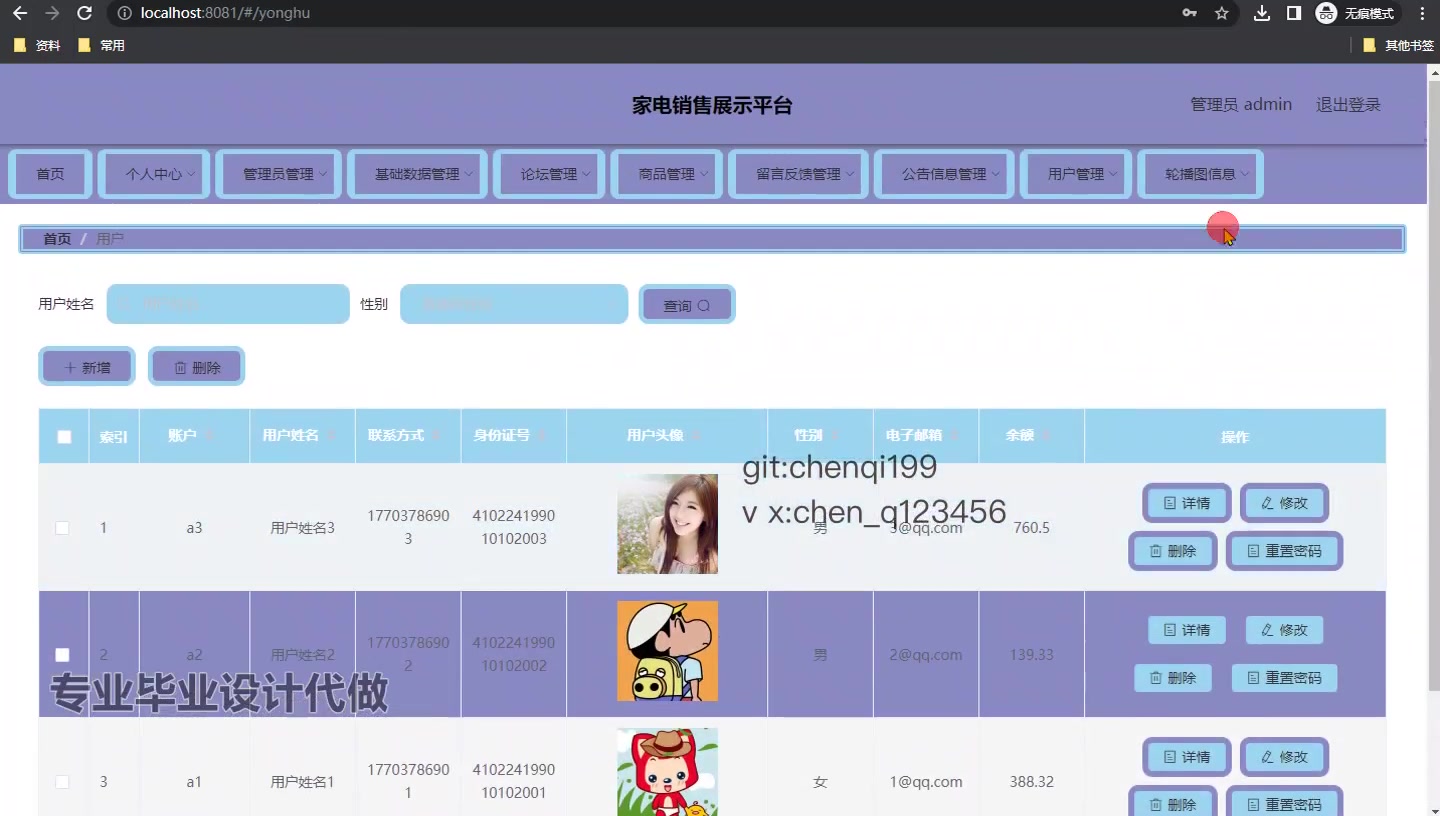 localhost:8081/#/yonghu
无痕模式
资料
常用
其他书签
家电销售展示平台
管理员 admin
退出登录
首页
个人中心
管理员管理
基础数据管理
论坛管理
商品管理
留言反馈管理
公告信息管理
用户管理
轮播图信息
首页 / 用户
用户姓名
性别
查询
新增
删除
索引 账户 用户姓名 联系方式 身份证号 用户头像 性别 电子邮箱 余额 操作
git:chenqi199
v x:chen_q123456
1 a3 用户姓名3 17703786903 410224199010102003 男 3@qq.com 760.5
详情 修改
删除 重置密码
2 a2 用户姓名2 17703786902 410224199010102002 男 2@qq.com 139.33
详情 修改
删除 重置密码
专业毕业设计代做
3 a1 用户姓名1 17703786901 410224199010102001 女 1@qq.com 388.32
详情 修改
删除 重置密码